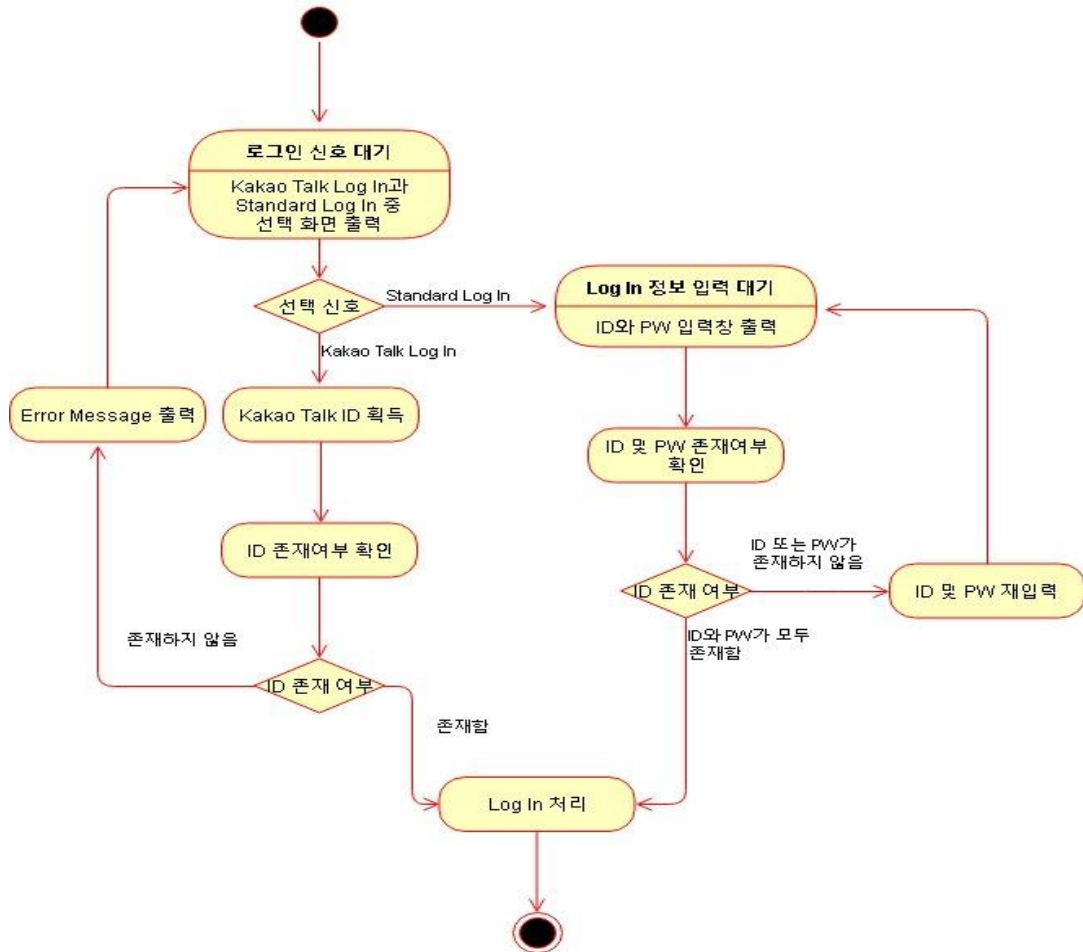 로그인 신호 대기
Kakao Talk Log In과
Standard Log In 중
선택 화면 출력
선택 신호
Standard Log In
Log In 정보 입력 대기
ID와 PW 입력창 출력
Kakao Talk Log In
Error Message 출력
Kakao Talk ID 획득
ID 및 PW 존재여부
확인
ID 존재여부 확인
ID 또는 PW가
존재하지 않음
ID 존재 여부
ID 및 PW 재입력
존재하지 않음
ID와 PW가 모두
존재함
ID 존재 여부
존재함
Log In 처리